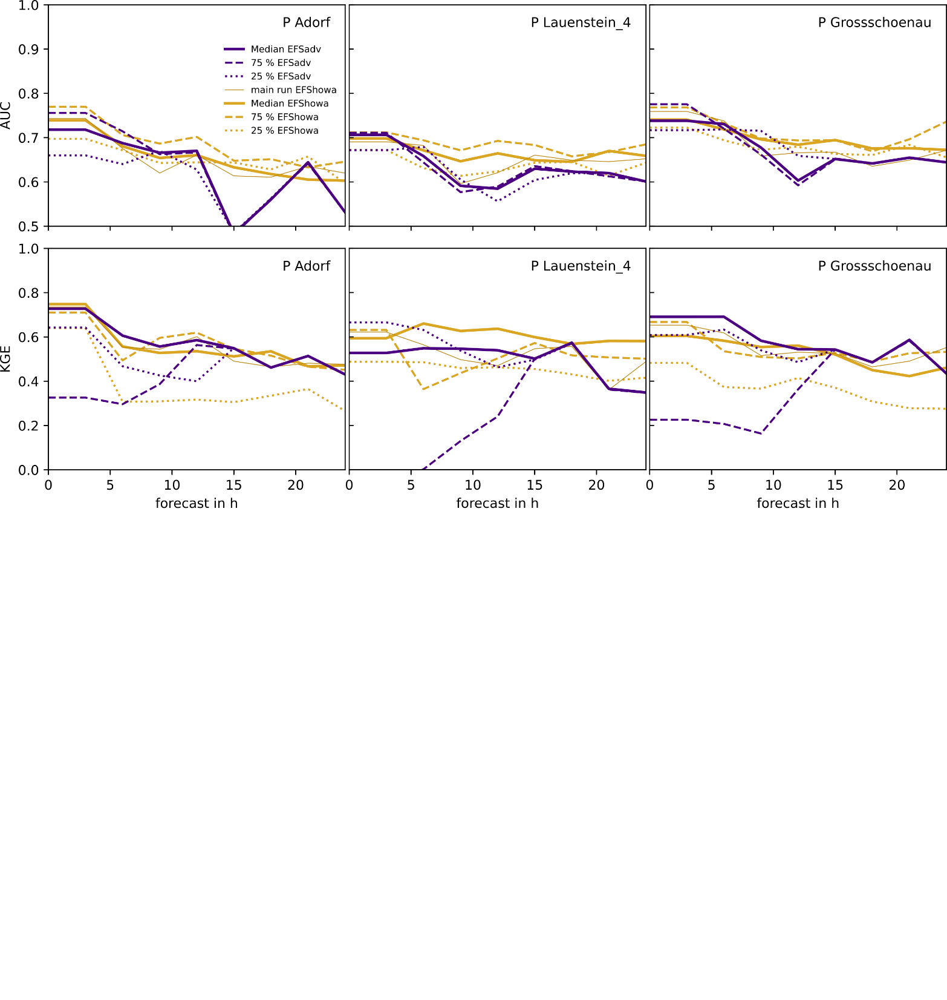 P Adorf
P Lauenstein_4
P Grossschoenau
Median EFSadv
75 % EFSadv
25 % EFSadv
main run EFShowa
Median EFShowa
75 % EFShowa
25 % EFShowa
AUC
1.0
0.9
0.8
0.7
0.6
0.5
P Adorf
P Lauenstein_4
P Grossschoenau
KGE
1.0
0.8
0.6
0.4
0.2
0.0
0 5 10 15 20
0 5 10 15 20
0 5 10 15 20
forecast in h
forecast in h
forecast in h